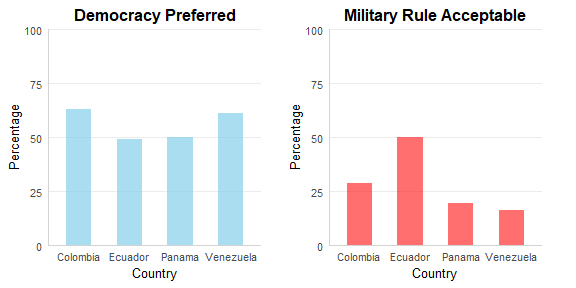 Democracy Preferred
100
75
50
25
0
Percentage
Colombia Ecuador Panama Venezuela
Country
Military Rule Acceptable
100
75
50
25
0
Percentage
Colombia Ecuador Panama Venezuela
Country